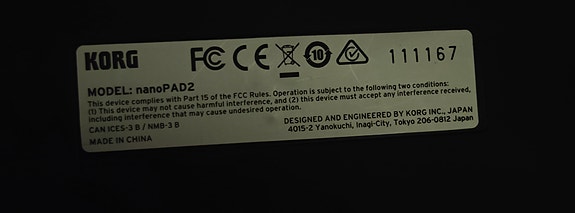 KORG FC CE 10 111167
MODEL: nanoPAD2
This device complies with Part 15 of the FCC Rules. Operation is subject to the following two conditions:
(1) This device may not cause harmful interference, and (2) this device must accept any interference received,
including interference that may cause undesired operation.
CAN ICES-3 B / NMB-3 B
MADE IN CHINA
DESIGNED AND ENGINEERED BY KORG INC., JAPAN
4015-2 Yanokuchi, Inagi-City, Tokyo 206-0812 Japan